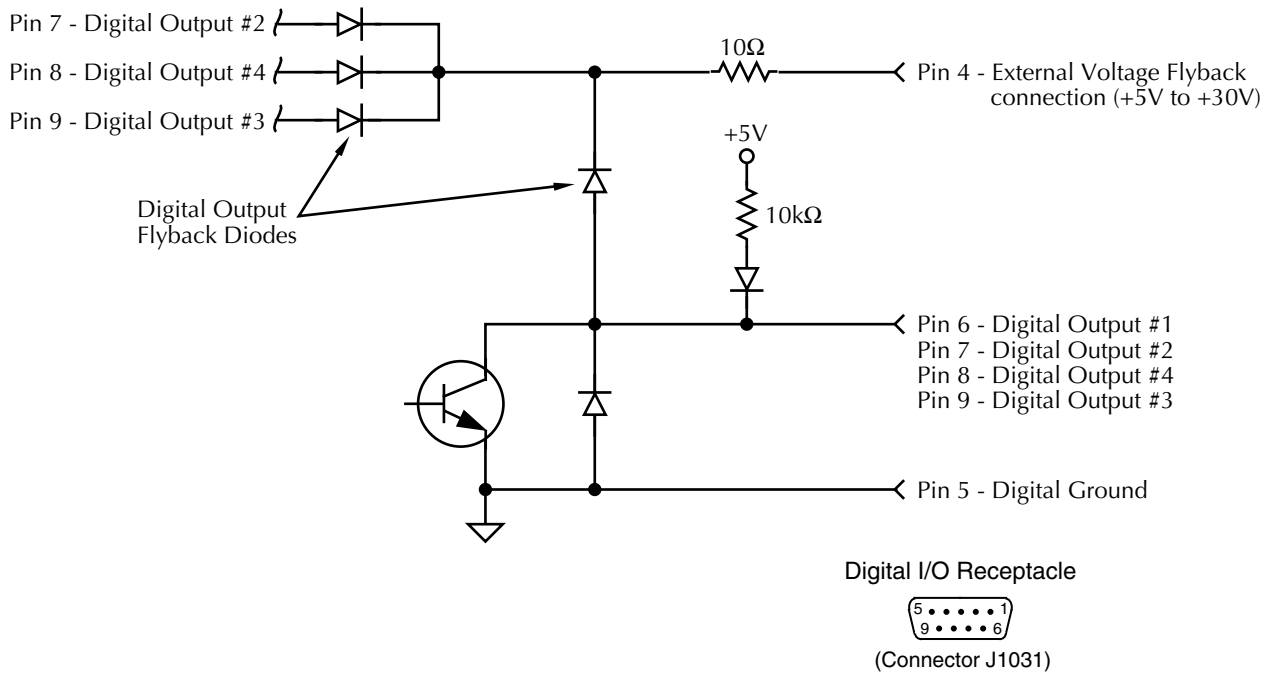 Pin 7 - Digital Output #2
Pin 8 - Digital Output #4
Pin 9 - Digital Output #3
10Ω
Pin 4 - External Voltage Flyback
connection (+5V to +30V)
+5V
10kΩ
Digital Output
Flyback Diodes
Pin 6 - Digital Output #1
Pin 7 - Digital Output #2
Pin 8 - Digital Output #4
Pin 9 - Digital Output #3
Pin 5 - Digital Ground
Digital I/O Receptacle
5 1
9 6
(Connector J1031)